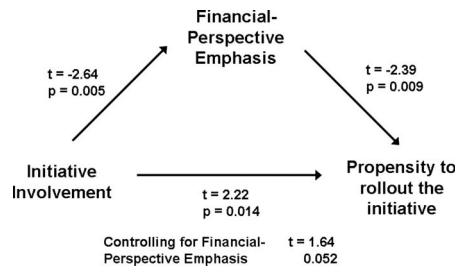 Financial-
Perspective
Emphasis
t = -2.64
p = 0.005
t = -2.39
p = 0.009
Initiative
Involvement
Propensity to
rollout the
initiative
t = 2.22
p = 0.014
Controlling for Financial- t = 1.64
Perspective Emphasis 0.052